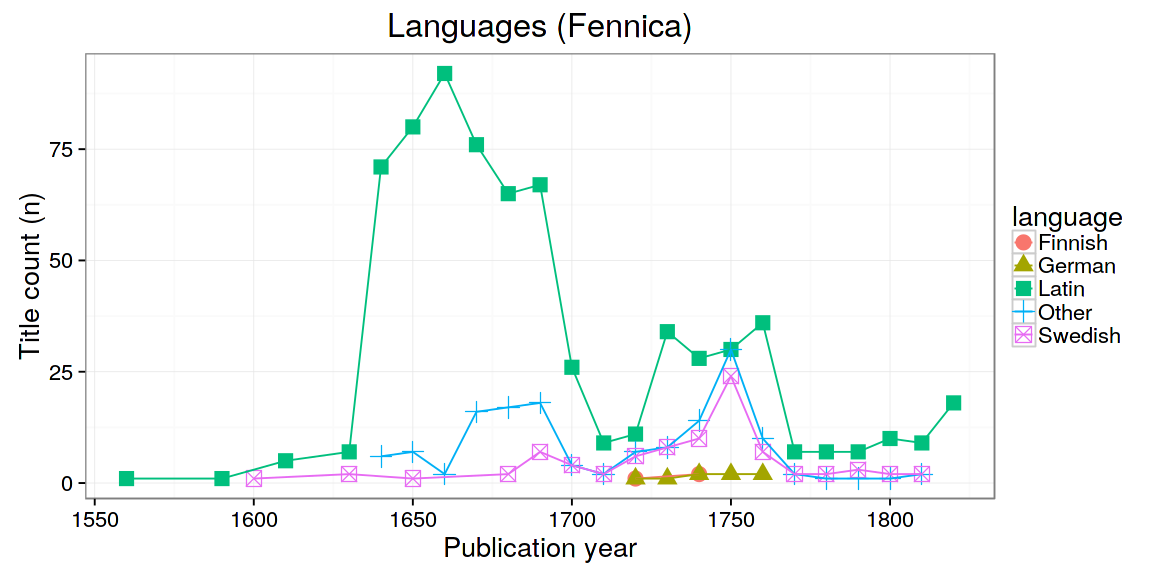 Languages (Fennica)
Title count (n)
75
50
25
0
1550 1600 1650 1700 1750 1800
Publication year
language
Finnish
German
Latin
Other
Swedish